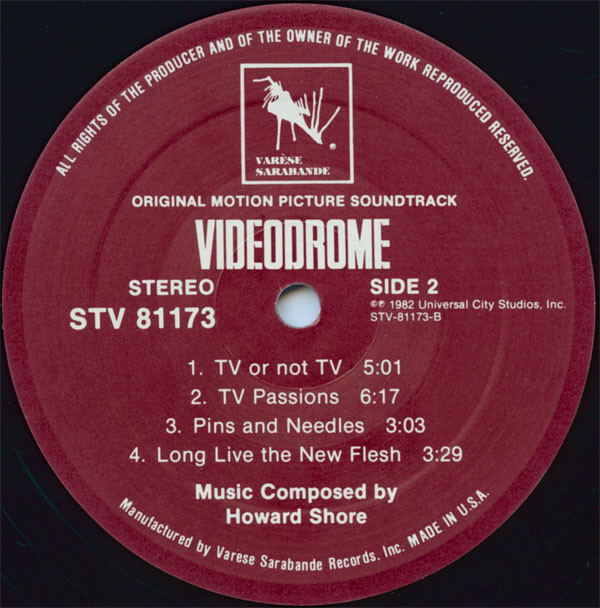 ALL RIGHTS OF THE PRODUCER AND OF THE OWNER OF THE WORK REPRODUCED RESERVED.
VARÈSE
SARABANDE
®
ORIGINAL MOTION PICTURE SOUNDTRACK
VIDEODROME
STEREO
STV 81173
SIDE 2
©℗ 1982 Universal City Studios, Inc.
STV-81173-B
1. TV or not TV 5:01
2. TV Passions 6:17
3. Pins and Needles 3:03
4. Long Live the New Flesh 3:29
Music Composed by
Howard Shore
Manufactured by Varese Sarabande Records, Inc. MADE IN U.S.A.